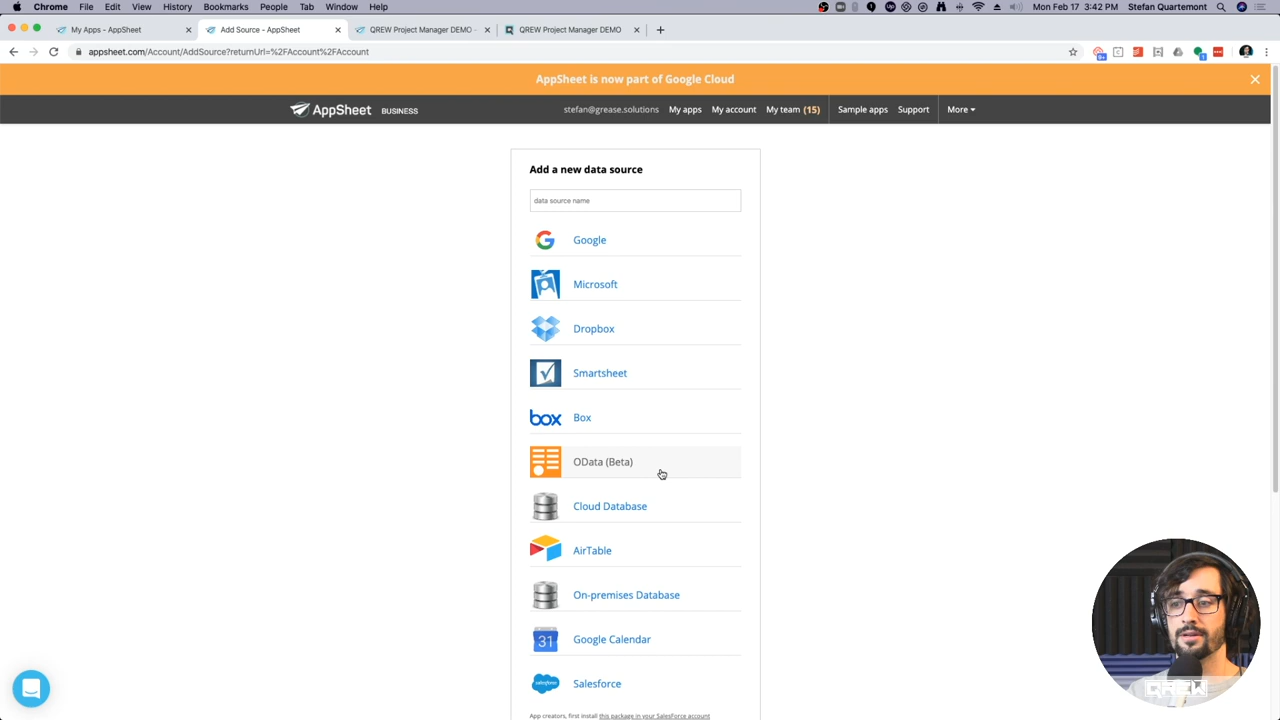 Chrome File Edit View History Bookmarks People Tab Window Help
Mon Feb 17 3:42 PM Stefan Quartemont
My Apps - AppSheet
Add Source - AppSheet
QREW Project Manager DEMO -
QREW Project Manager DEMO
appsheet.com/Account/AddSource?returnUrl=%2FAccount%2FAccount
AppSheet is now part of Google Cloud
AppSheet BUSINESS
stefan@grease.solutions My apps My account My team (15) Sample apps Support More
Add a new data source
data source name
Google
Microsoft
Dropbox
Smartsheet
box Box
OData (Beta)
Cloud Database
AirTable
On-premises Database
31 Google Calendar
salesforce Salesforce
App creators, first install this package in your SalesForce account
QREW